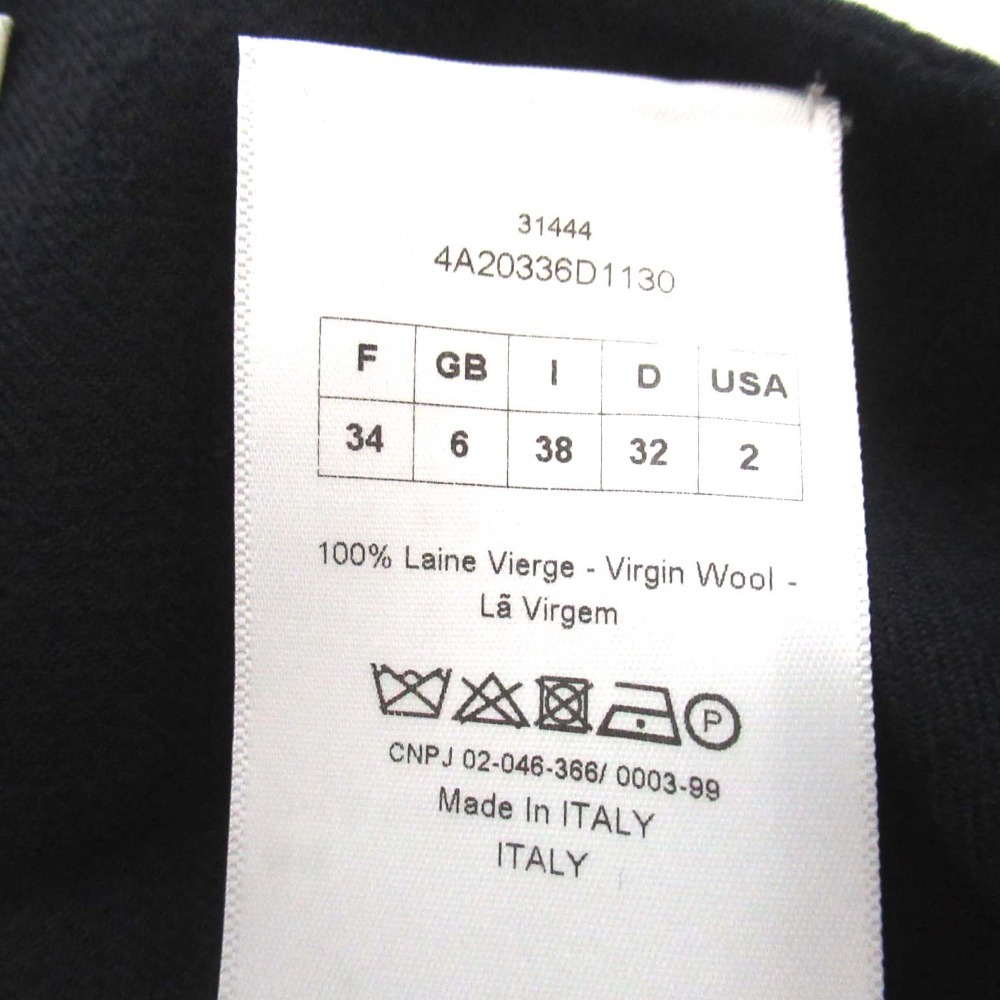 31444
4A20336D1130
F GB I D USA
34 6 38 32 2
100% Laine Vierge - Virgin Wool -
Lã Virgem
P
CNPJ 02-046-366/ 0003-99
Made In ITALY
ITALY